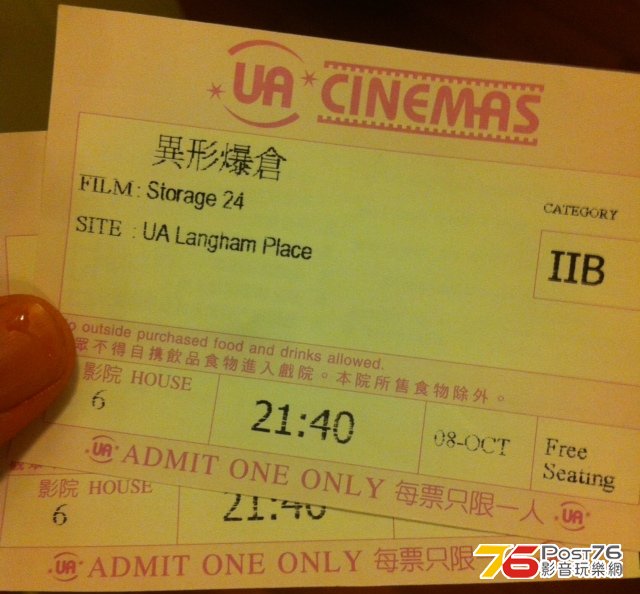 UA CINEMAS
異形爆倉
FILM : Storage 24
SITE : UA Langham Place
CATEGORY
IIB
outside purchased food and drinks allowed.
眾不得自携飲品食物進入戲院。本院所售食物除外。
影院 HOUSE
6
21:40
08-OCT
Free
Seating
UA ADMIT ONE ONLY 每票只限一人 UA
影院 HOUSE
6
21:40
UA ADMIT ONE ONLY 每票只限
76 POST76
影音玩樂網